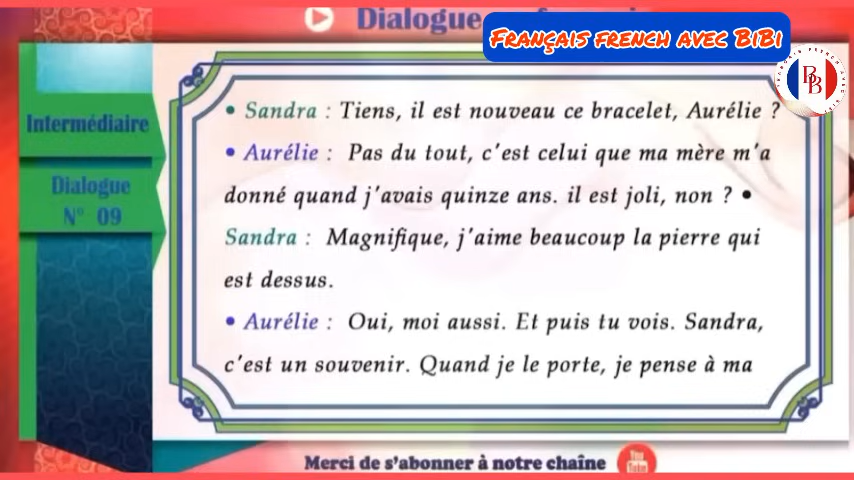 Dialogue
Français french avec BiBi
Intermédiaire
Dialogue
N° 09
• Sandra : Tiens, il est nouveau ce bracelet, Aurélie ?
• Aurélie : Pas du tout, c'est celui que ma mère m'a
donné quand j'avais quinze ans. il est joli, non ? •
Sandra : Magnifique, j'aime beaucoup la pierre qui
est dessus.
• Aurélie : Oui, moi aussi. Et puis tu vois. Sandra,
c'est un souvenir. Quand je le porte, je pense à ma
Merci de s'abonner à notre chaîne
You
Tube